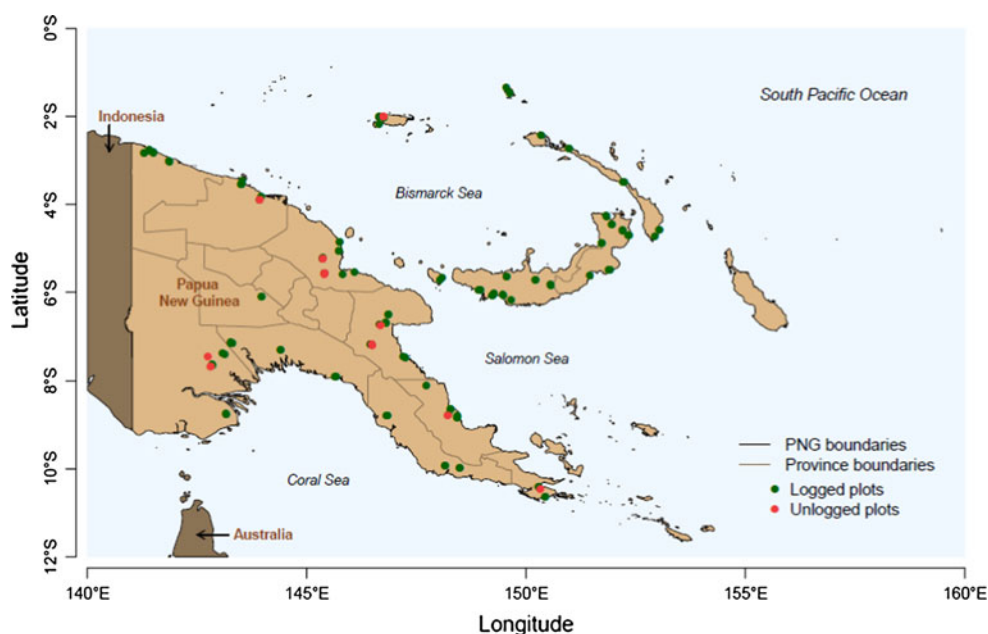 0°S
2°S
4°S
6°S
8°S
10°S
12°S
Latitude
Indonesia
South Pacific Ocean
Bismarck Sea
Papua
New Guinea
Salomon Sea
Coral Sea
Australia
PNG boundaries
Province boundaries
Logged plots
Unlogged plots
140°E
145°E
150°E
155°E
160°E
Longitude